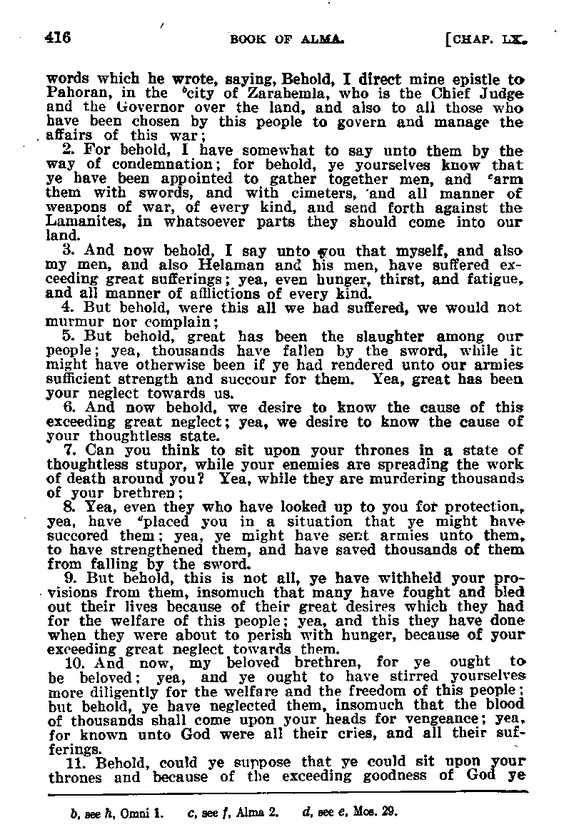 416 BOOK OF ALMA. [CHAP. LX.
words which he wrote, saying, Behold, I direct mine epistle to
Pahoran, in the ᵇcity of Zarahemla, who is the Chief Judge
and the Governor over the land, and also to all those who
have been chosen by this people to govern and manage the
affairs of this war;
2. For behold, I have somewhat to say unto them by the
way of condemnation; for behold, ye yourselves know that
ye have been appointed to gather together men, and ᶜarm
them with swords, and with cimeters, and all manner of
weapons of war, of every kind, and send forth against the
Lamanites, in whatsoever parts they should come into our
land.
3. And now behold, I say unto you that myself, and also
my men, and also Helaman and his men, have suffered ex-
ceeding great sufferings; yea, even hunger, thirst, and fatigue,
and all manner of afflictions of every kind.
4. But behold, were this all we had suffered, we would not
murmur nor complain;
5. But behold, great has been the slaughter among our
people; yea, thousands have fallen by the sword, while it
might have otherwise been if ye had rendered unto our armies
sufficient strength and succour for them. Yea, great has been
your neglect towards us.
6. And now behold, we desire to know the cause of this
exceeding great neglect; yea, we desire to know the cause of
your thoughtless state.
7. Can you think to sit upon your thrones in a state of
thoughtless stupor, while your enemies are spreading the work
of death around you? Yea, while they are murdering thousands
of your brethren;
8. Yea, even they who have looked up to you for protection,
yea, have ᵈplaced you in a situation that ye might have
succored them; yea, ye might have sent armies unto them,
to have strengthened them, and have saved thousands of them
from falling by the sword.
9. But behold, this is not all, ye have withheld your pro-
visions from them, insomuch that many have fought and bled
out their lives because of their great desires which they had
for the welfare of this people; yea, and this they have done
when they were about to perish with hunger, because of your
exceeding great neglect towards them.
10. And now, my beloved brethren, for ye ought to
be beloved; yea, and ye ought to have stirred yourselves
more diligently for the welfare and the freedom of this people;
but behold, ye have neglected them, insomuch that the blood
of thousands shall come upon your heads for vengeance; yea,
for known unto God were all their cries, and all their suf-
ferings.
11. Behold, could ye suppose that ye could sit upon your
thrones and because of the exceeding goodness of God ye
b, see h, Omni 1. c, see f, Alma 2. d, see e, Mos. 29.